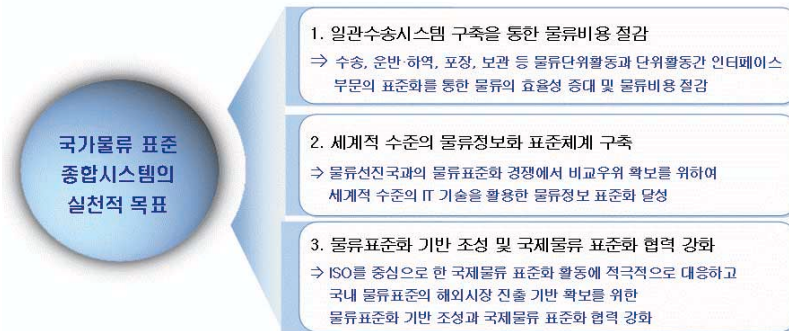 국가물류 표준
종합시스템의
실천적 목표
1. 일관수송시스템 구축을 통한 물류비용 절감
⇒ 수송, 운반·하역, 포장, 보관 등 물류단위활동과 단위활동간 인터페이스
부문의 표준화를 통한 물류의 효율성 증대 및 물류비용 절감
2. 세계적 수준의 물류정보화 표준체계 구축
⇒ 물류선진국과의 물류표준화 경쟁에서 비교우위 확보를 위하여
세계적 수준의 IT 기술을 활용한 물류정보 표준화 달성
3. 물류표준화 기반 조성 및 국제물류 표준화 협력 강화
⇒ ISO를 중심으로 한 국제물류 표준화 활동에 적극적으로 대응하고
국내 물류표준의 해외시장 진출 기반 확보를 위한
물류표준화 기반 조성과 국제물류 표준화 협력 강화